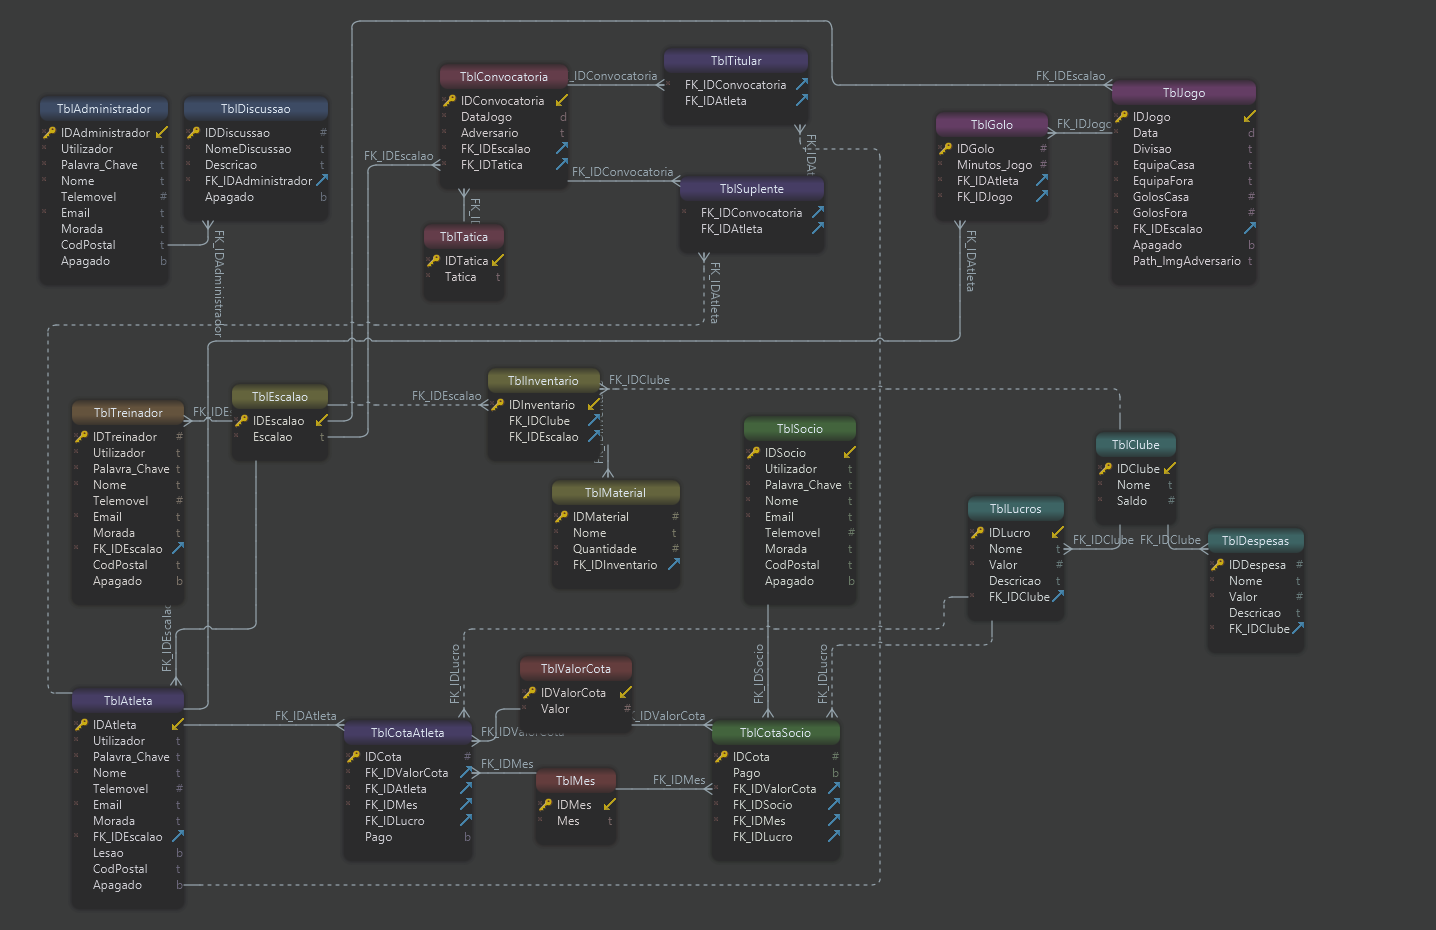 TblAdministrador
IDAdministrador
Utilizador t
Palavra_Chave t
Nome t
Telemovel #
Email t
Morada t
CodPostal t
Apagado b
TblDiscussao
IDDiscussao #
NomeDiscussao t
Descricao t
FK_IDAdministrador
Apagado b
FK_IDAdministrador
TblConvocatoria
IDConvocatoria
DataJogo d
Adversario t
FK_IDEscalao
FK_IDTatica
FK_IDEscalao
_IDConvocatoria
FK_IDConvocatoria
FK_I
TblTatica
IDTatica
Tatica t
TblTitular
FK_IDConvocatoria
FK_IDAtleta
FK_IDAt
TblSuplente
FK_IDConvocatoria
FK_IDAtleta
FK_IDAtleta
TblGolo
IDGolo #
Minutos_Jogo #
FK_IDAtleta
FK_IDJogo
FK_IDJogo
FK_IDAtleta
FK_IDEscalao
TblJogo
IDJogo
Data d
Divisao t
EquipaCasa t
EquipaFora t
GolosCasa #
GolosFora #
FK_IDEscalao
Apagado b
Path_ImgAdversario t
TblTreinador
IDTreinador #
Utilizador t
Palavra_Chave t
Nome t
Telemovel #
Email t
Morada t
FK_IDEscalao
CodPostal t
Apagado b
FK_IDEs
TblEscalao
IDEscalao
Escalao t
FK_IDEscalao
FK_IDEscalao
TblInventario
IDInventario
FK_IDClube
FK_IDEscalao
FK_IDClube
TblMaterial
IDMaterial #
Nome t
Quantidade #
FK_IDInventario
TblSocio
IDSocio
Utilizador t
Palavra_Chave t
Nome t
Email t
Telemovel #
Morada t
CodPostal t
Apagado b
FK_IDSocio
TblClube
IDClube
Nome t
Saldo #
FK_IDClube
FK_IDClube
TblLucros
IDLucro
Nome t
Valor #
Descricao t
FK_IDClube
FK_IDLucro
FK_IDLucro
TblDespesas
IDDespesa #
Nome t
Valor #
Descricao t
FK_IDClube
TblAtleta
IDAtleta
Utilizador t
Palavra_Chave t
Nome t
Telemovel #
Email t
Morada t
FK_IDEscalao
Lesao b
CodPostal t
Apagado b
FK_IDAtleta
TblCotaAtleta
IDCota #
FK_IDValorCota
FK_IDAtleta
FK_IDMes
FK_IDLucro
Pago b
FK_IDValorCota
FK_IDMes
TblValorCota
IDValorCota
Valor #
TblMes
IDMes
Mes t
_IDValorCota
FK_IDMes
TblCotaSocio
IDCota #
Pago b
FK_IDValorCota
FK_IDSocio
FK_IDMes
FK_IDLucro